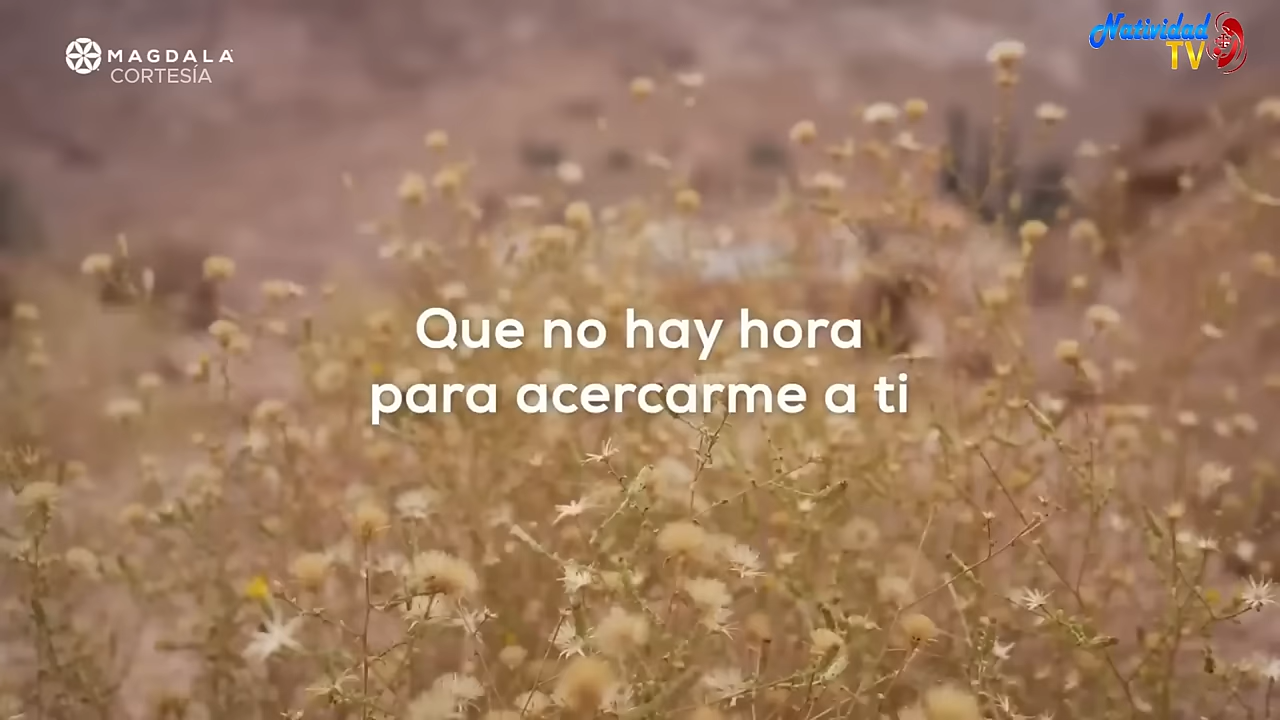 MAGDALA
CORTESÍA
Natividad
TV
Que no hay hora
para acercarme a ti